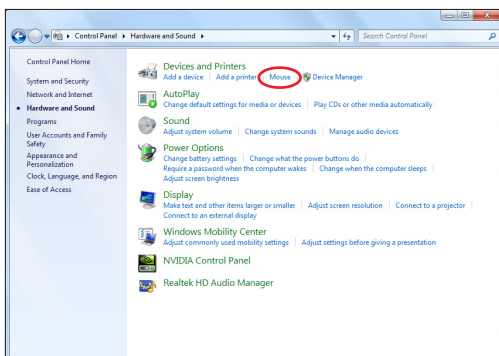 Control Panel ▸ Hardware and Sound ▸ Search Control Panel
Control Panel Home
System and Security
Network and Internet
Hardware and Sound
Programs
User Accounts and Family
Safety
Appearance and
Personalization
Clock, Language, and Region
Ease of Access
Devices and Printers
Add a device | Add a printer | Mouse | Device Manager
AutoPlay
Change default settings for media or devices | Play CDs or other media automatically
Sound
Adjust system volume | Change system sounds | Manage audio devices
Power Options
Change battery settings | Change what the power buttons do |
Require a password when the computer wakes | Change when the computer sleeps |
Adjust screen brightness
Display
Make text and other items larger or smaller | Adjust screen resolution | Connect to a projector |
Connect to an external display
Windows Mobility Center
Adjust commonly used mobility settings | Adjust settings before giving a presentation
NVIDIA Control Panel
Realtek HD Audio Manager